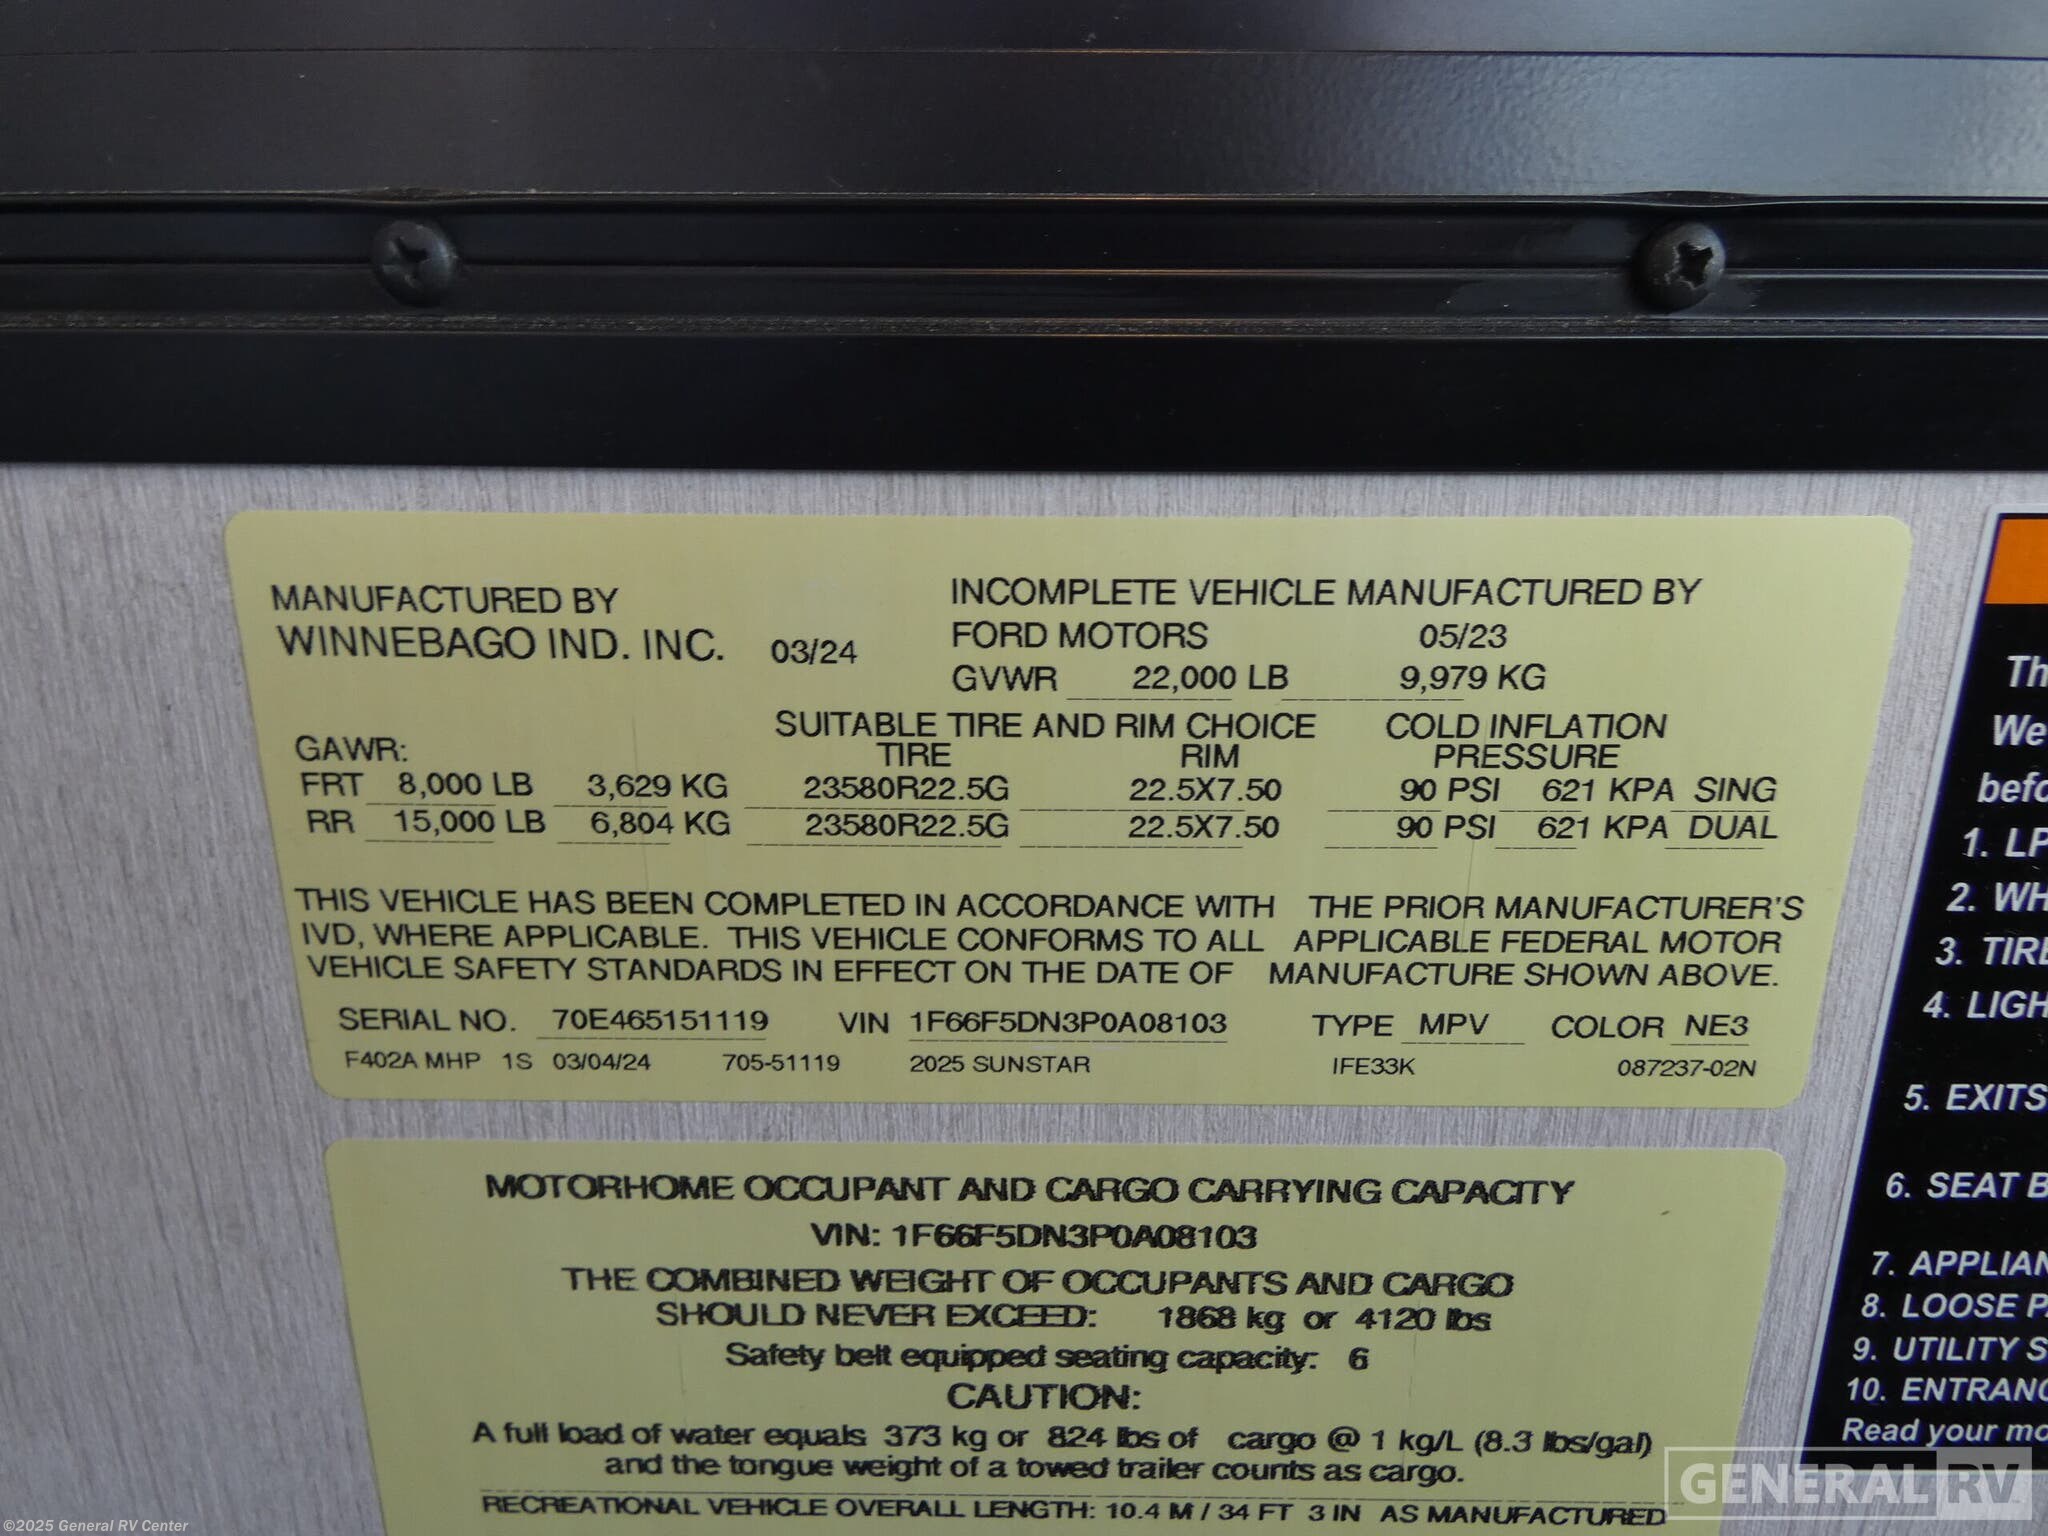 MANUFACTURED BY
WINNEBAGO IND. INC. 03/24
INCOMPLETE VEHICLE MANUFACTURED BY
FORD MOTORS 05/23
GVWR 22,000 LB 9,979 KG
SUITABLE TIRE AND RIM CHOICE COLD INFLATION
GAWR: TIRE RIM PRESSURE
FRT 8,000 LB 3,629 KG 23580R22.5G 22.5X7.50 90 PSI 621 KPA SING
RR 15,000 LB 6,804 KG 23580R22.5G 22.5X7.50 90 PSI 621 KPA DUAL
THIS VEHICLE HAS BEEN COMPLETED IN ACCORDANCE WITH THE PRIOR MANUFACTURER'S
IVD, WHERE APPLICABLE. THIS VEHICLE CONFORMS TO ALL APPLICABLE FEDERAL MOTOR
VEHICLE SAFETY STANDARDS IN EFFECT ON THE DATE OF MANUFACTURE SHOWN ABOVE.
SERIAL NO. 70E465151119 VIN 1F66F5DN3P0A08103 TYPE MPV COLOR NE3
F402A MHP 1S 03/04/24 705-51119 2025 SUNSTAR IFE33K 087237-02N
MOTORHOME OCCUPANT AND CARGO CARRYING CAPACITY
VIN: 1F66F5DN3P0A08103
THE COMBINED WEIGHT OF OCCUPANTS AND CARGO
SHOULD NEVER EXCEED: 1868 kg or 4120 lbs
Safety belt equipped seating capacity: 6
CAUTION:
A full load of water equals 373 kg or 824 lbs of cargo @ 1 kg/L (8.3 lbs/gal)
and the tongue weight of a towed trailer counts as cargo.
RECREATIONAL VEHICLE OVERALL LENGTH: 10.4 M / 34 FT 3 IN AS MANUFACTURED
Th
We
befo
1. LP
2. WH
3. TIRE
4. LIGH
5. EXITS
6. SEAT B
7. APPLIAN
8. LOOSE P
9. UTILITY S
10. ENTRANC
Read your mo
GENERAL RV
©2025 General RV Center